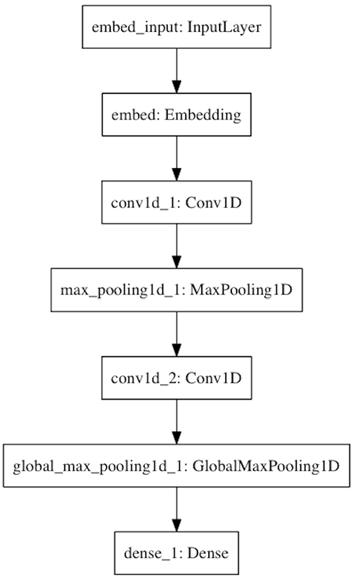 embed_input: InputLayer
embed: Embedding
conv1d_1: Conv1D
max_pooling1d_1: MaxPooling1D
conv1d_2: Conv1D
global_max_pooling1d_1: GlobalMaxPooling1D
dense_1: Dense